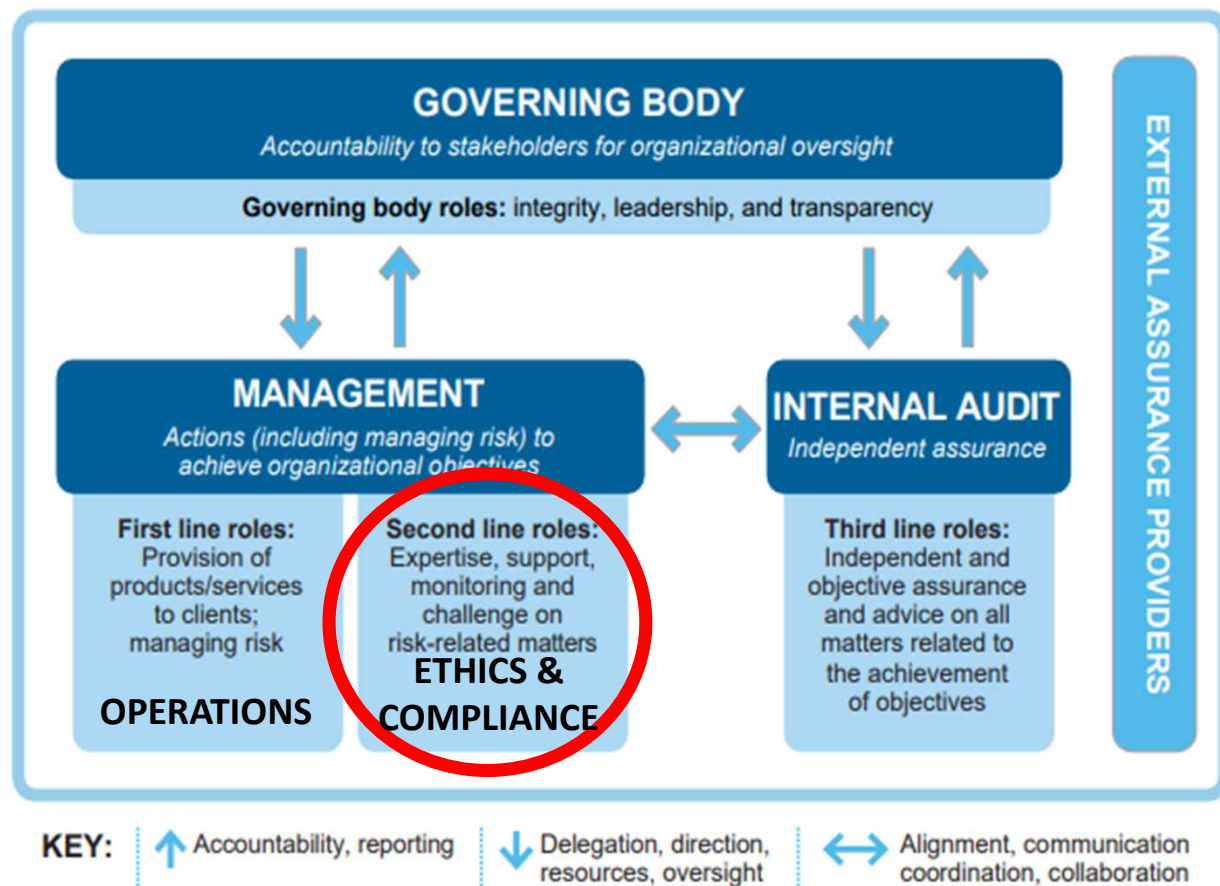 GOVERNING BODY
Accountability to stakeholders for organizational oversight
Governing body roles: integrity, leadership, and transparency
MANAGEMENT
Actions (including managing risk) to
achieve organizational objectives
First line roles:
Provision of
products/services
to clients;
managing risk
OPERATIONS
Second line roles:
Expertise, support,
monitoring and
challenge on
risk-related matters
ETHICS &
COMPLIANCE
INTERNAL AUDIT
Independent assurance
Third line roles:
Independent and
objective assurance
and advice on all
matters related to
the achievement
of objectives
EXTERNAL ASSURANCE PROVIDERS
KEY:
Accountability, reporting
Delegation, direction,
resources, oversight
Alignment, communication
coordination, collaboration